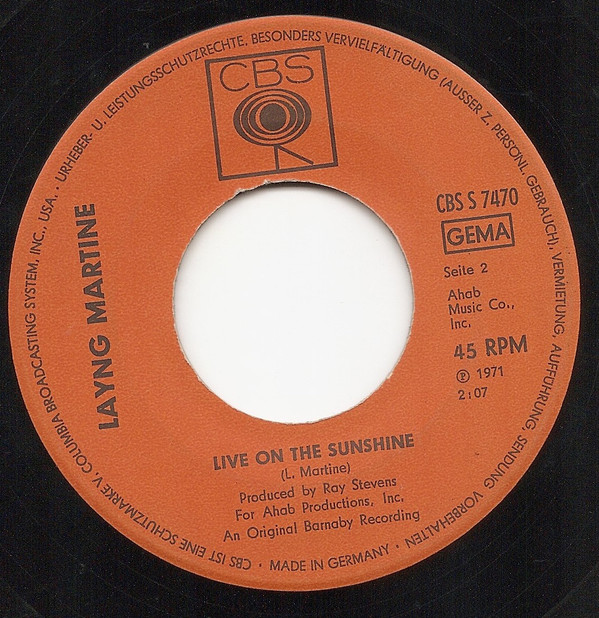 CBS
CBS S 7470
GEMA
Seite 2
Ahab
Music Co.,
Inc.
45 RPM
℗ 1971
2:07
LAYNG MARTINE
LIVE ON THE SUNSHINE
(L. Martine)
Produced by Ray Stevens
For Ahab Productions, Inc.
An Original Barnaby Recording
CBS IST EINE SCHUTZMARKE V. COLUMBIA BROADCASTING SYSTEM, INC., USA. · URHEBER- U. LEISTUNGSSCHUTZRECHTE, BESONDERS VERVIELFÄLTIGUNG (AUSSER Z. PERSÖNL. GEBRAUCH), VERMIETUNG, AUFFÜHRUNG, SENDUNG VORBEHALTEN · MADE IN GERMANY ·